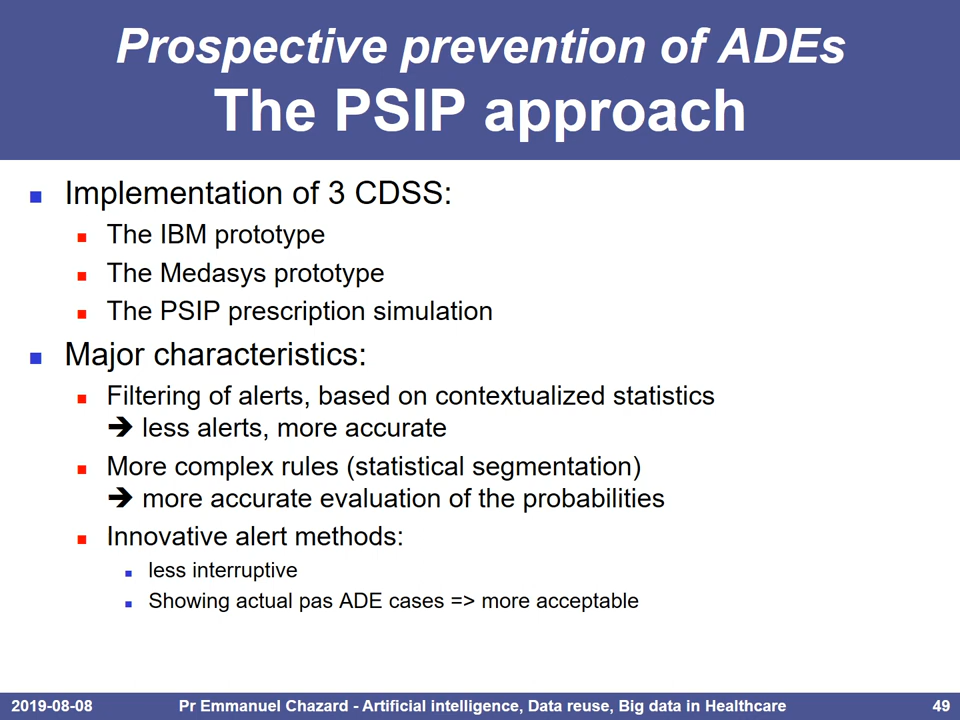 Prospective prevention of ADEs
The PSIP approach
Implementation of 3 CDSS:
The IBM prototype
The Medasys prototype
The PSIP prescription simulation
Major characteristics:
Filtering of alerts, based on contextualized statistics
➔ less alerts, more accurate
More complex rules (statistical segmentation)
➔ more accurate evaluation of the probabilities
Innovative alert methods:
less interruptive
Showing actual pas ADE cases => more acceptable
2019-08-08 Pr Emmanuel Chazard - Artificial intelligence, Data reuse, Big data in Healthcare 49